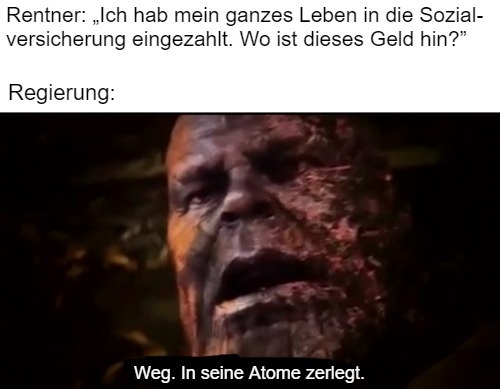 Rentner: „Ich hab mein ganzes Leben in die Sozial-
versicherung eingezahlt. Wo ist dieses Geld hin?”
Regierung:
Weg. In seine Atome zerlegt.